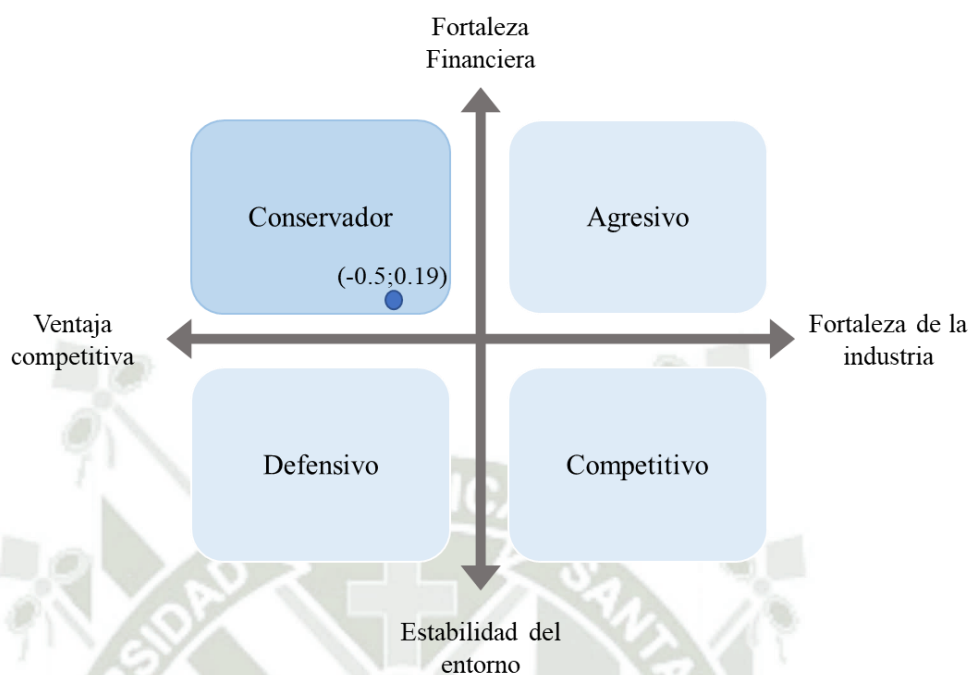 Fortaleza
Financiera
Conservador
Agresivo
(-0.5;0.19)
Ventaja
competitiva
Fortaleza de la
industria
Defensivo
Competitivo
Estabilidad del
entorno
SANTA